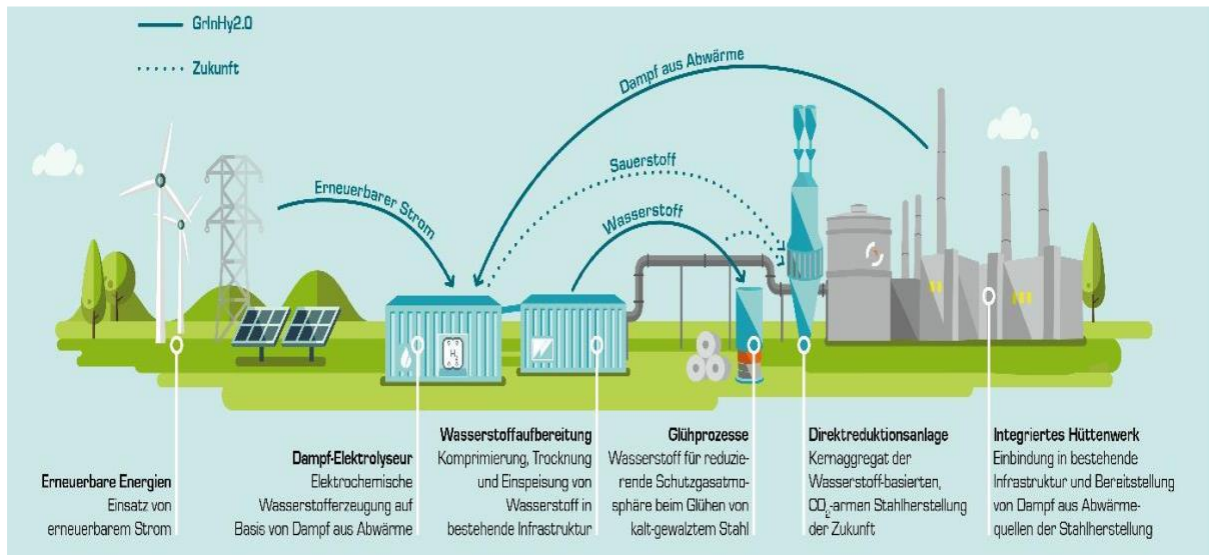 GrInHy2.0
Zukunft
Dampf aus Abwärme
Sauerstoff
Erneuerbarer Strom
Wasserstoff
H₂
Erneuerbare Energien
Einsatz von
erneuerbarem Strom
Dampf-Elektrolyseur
Elektrochemische
Wasserstofferzeugung auf
Basis von Dampf aus Abwärme
Wasserstoffaufbereitung
Komprimierung, Trocknung
und Einspeisung von
Wasserstoff in
bestehende Infrastruktur
Glühprozesse
Wasserstoff für reduzie-
rende Schutzgasatmo-
sphäre beim Glühen von
kalt-gewalztem Stahl
Direktreduktionsanlage
Kernaggregat der
Wasserstoff-basierten,
CO₂-armen Stahlherstellung
der Zukunft
Integriertes Hüttenwerk
Einbindung in bestehende
Infrastruktur und Bereitstellung
von Dampf aus Abwärme-
quellen der Stahlherstellung